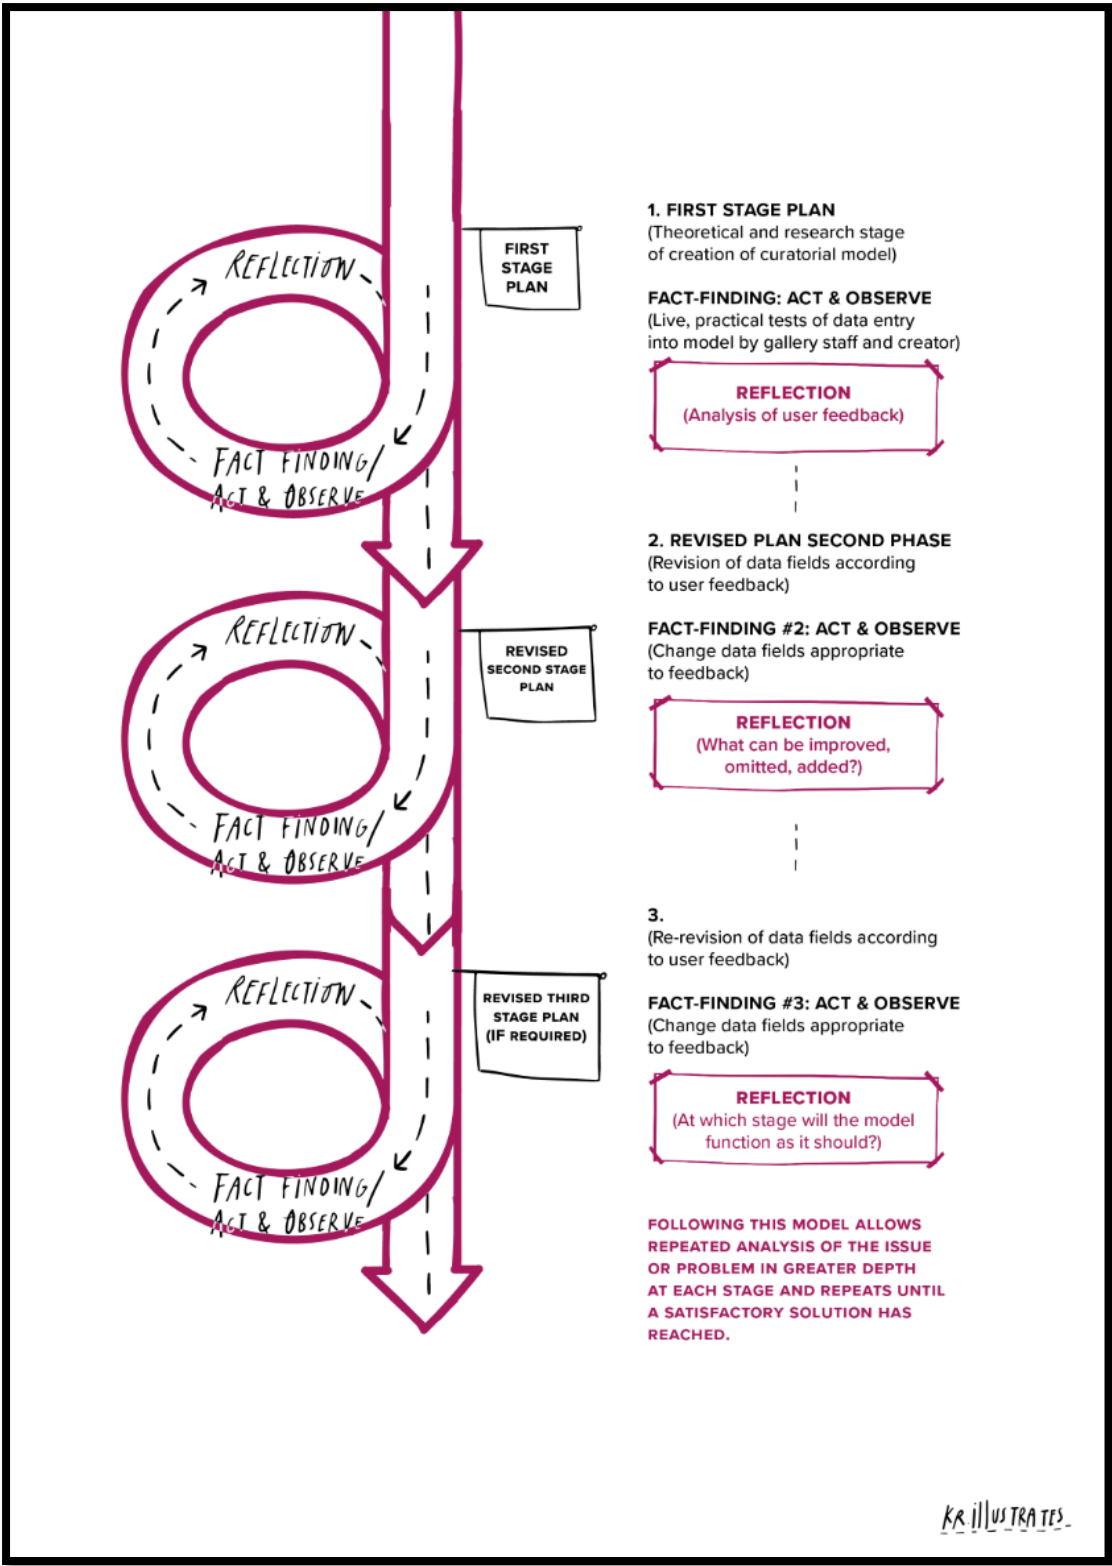 REFLECTION
FACT FINDING/
ACT & OBSERVE
FIRST
STAGE
PLAN
REFLECTION
FACT FINDING/
ACT & OBSERVE
REVISED
SECOND STAGE
PLAN
REFLECTION
FACT FINDING/
ACT & OBSERVE
REVISED THIRD
STAGE PLAN
(IF REQUIRED)
1. FIRST STAGE PLAN
(Theoretical and research stage
of creation of curatorial model)
FACT-FINDING: ACT & OBSERVE
(Live, practical tests of data entry
into model by gallery staff and creator)
REFLECTION
(Analysis of user feedback)
2. REVISED PLAN SECOND PHASE
(Revision of data fields according
to user feedback)
FACT-FINDING #2: ACT & OBSERVE
(Change data fields appropriate
to feedback)
REFLECTION
(What can be improved,
omitted, added?)
3.
(Re-revision of data fields according
to user feedback)
FACT-FINDING #3: ACT & OBSERVE
(Change data fields appropriate
to feedback)
REFLECTION
(At which stage will the model
function as it should?)
FOLLOWING THIS MODEL ALLOWS
REPEATED ANALYSIS OF THE ISSUE
OR PROBLEM IN GREATER DEPTH
AT EACH STAGE AND REPEATS UNTIL
A SATISFACTORY SOLUTION HAS
REACHED.
KR.illUSTRATES_